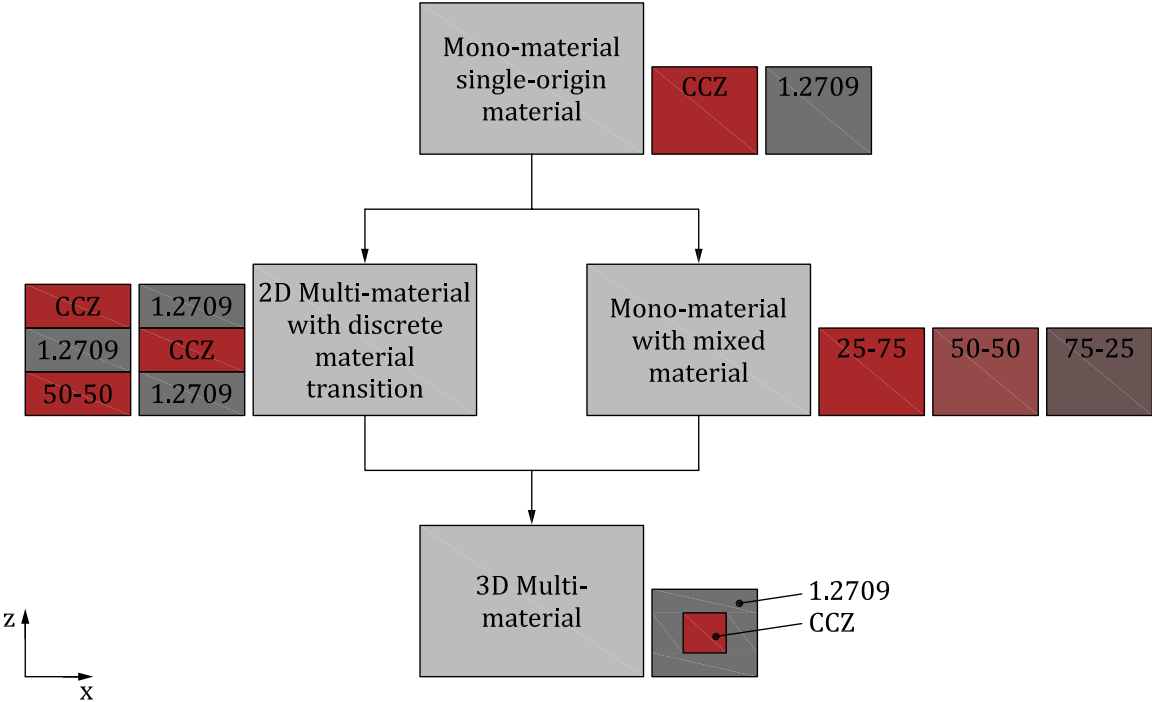 Mono-material
single-origin
material
CCZ
1.2709
CCZ
1.2709
50-50
1.2709
CCZ
1.2709
2D Multi-material
with discrete
material
transition
Mono-material
with mixed
material
25-75
50-50
75-25
3D Multi-
material
1.2709
CCZ
z
x